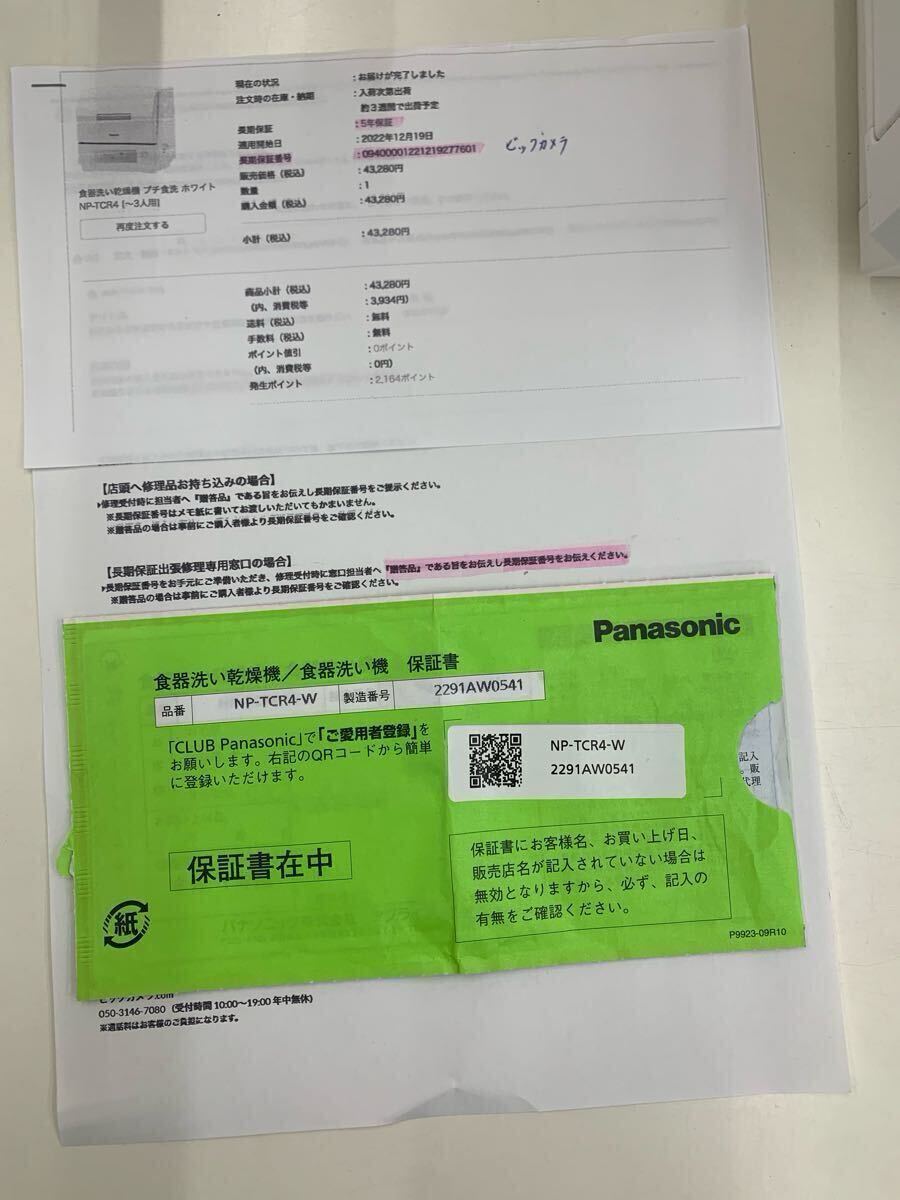 現在の状況 :お届けが完了しました
注文時の在庫・納期 :入荷次第出荷
約3週間で出荷予定
長期保証 :5年保証
適用開始日 :2022年12月19日
長期保証番号 :09400001221219277601 ビックカメラ
販売価格(税込) :43,280円
数量 :1
購入金額(税込) :43,280円
食器洗い乾燥機 プチ食洗 ホワイト
NP-TCR4 [〜3人用]
再度注文する
小計(税込) :43,280円
商品小計(税込) :43,280円
(内、消費税等 :3,934円)
送料(税込) :無料
手数料(税込) :無料
ポイント値引 :0ポイント
(内、消費税等 :0円)
発生ポイント :2,164ポイント
【店頭へ修理品お持ち込みの場合】
▸修理受付時に担当者へ『贈答品』である旨をお伝えし長期保証番号をご提示ください。
※長期保証番号はメモ紙に書いてお渡しいただいてもかまいません。
※贈答品の場合は事前にご購入者様より長期保証番号をご確認ください。
【長期保証出張修理専用窓口の場合】
▸長期保証番号をお手元にご準備いただき、修理受付時に窓口担当者へ『贈答品』である旨をお伝えし長期保証番号をお伝えください。
※贈答品の場合は事前にご購入者様より長期保証番号をご確認ください。
Panasonic
食器洗い乾燥機/食器洗い機 保証書
品番 NP-TCR4-W 製造番号 2291AW0541
「CLUB Panasonic」で「ご愛用者登録」を
お願いします。右記のQRコードから簡単
に登録いただけます。
NP-TCR4-W
2291AW0541
記入
。販
代理
保証書在中
保証書にお客様名、お買い上げ日、
販売店名が記入されていない場合は
無効となりますから、必ず、記入の
有無をご確認ください。
紙
P9923-09R10
ビックカメラ.com
050-3146-7080(受付時間 10:00〜19:00 年中無休)
※通話料はお客様のご負担になります。